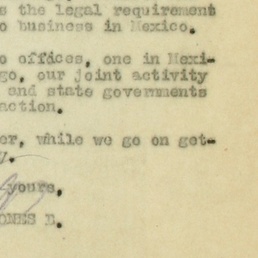 s the legal requirement
o business in Mexico.
o offices, one in Mexi-
go, our joint activity
and state governments
action.
er, while we go on get-
y.
yours,
OMES B.